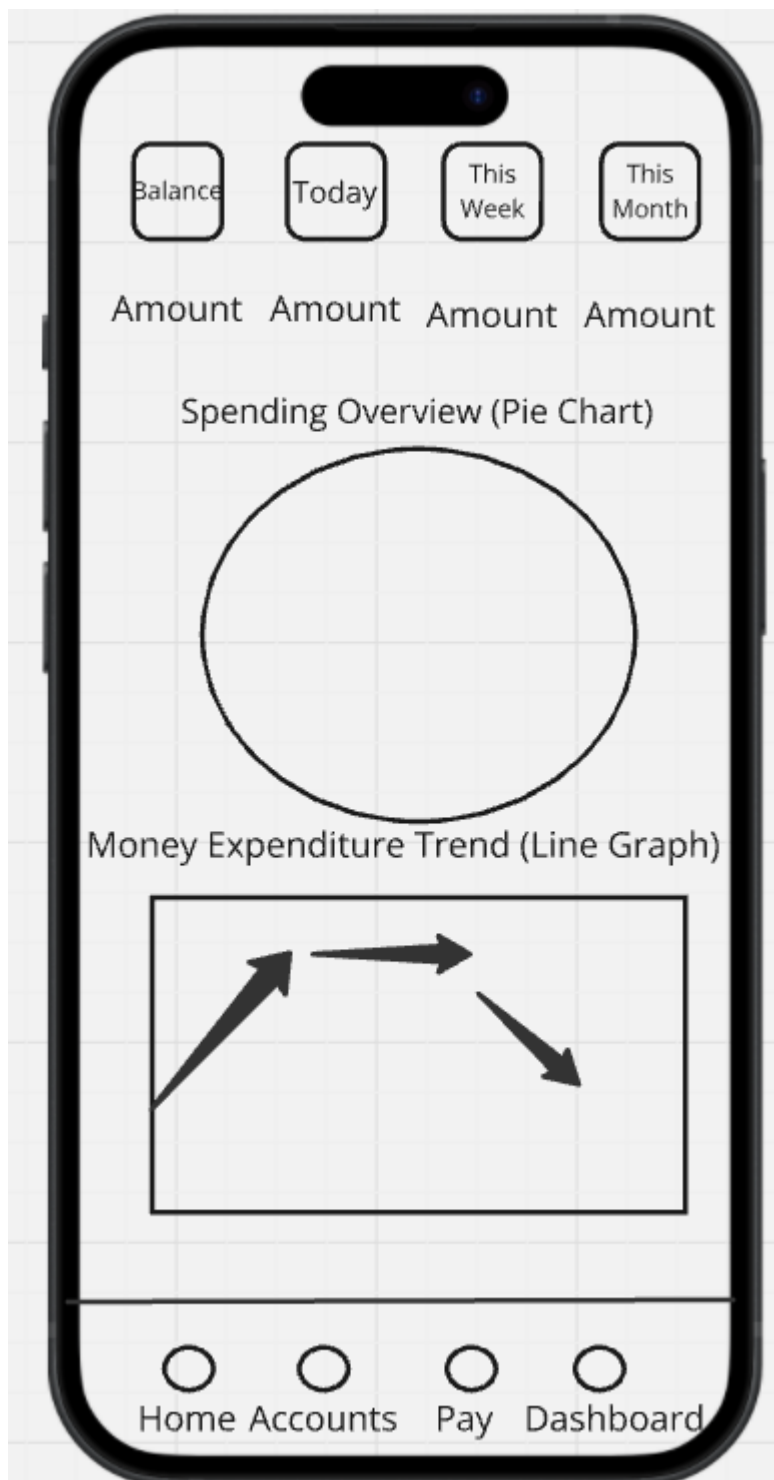 Balance
Today
This
Week
This
Month
Amount
Amount
Amount
Amount
Spending Overview (Pie Chart)
Money Expenditure Trend (Line Graph)
Home
Accounts
Pay
Dashboard